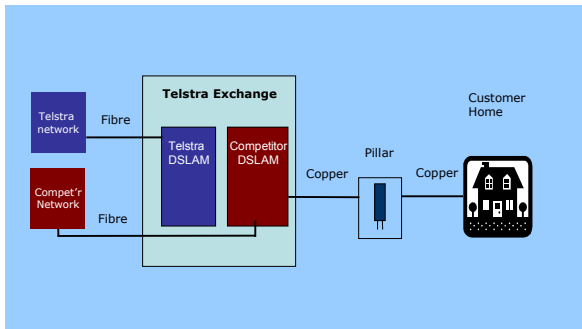 Telstra Exchange
Customer
Home
Telstra
network
Fibre
Telstra
DSLAM
Competitor
DSLAM
Pillar
Copper
Copper
Compet'r
Network
Fibre